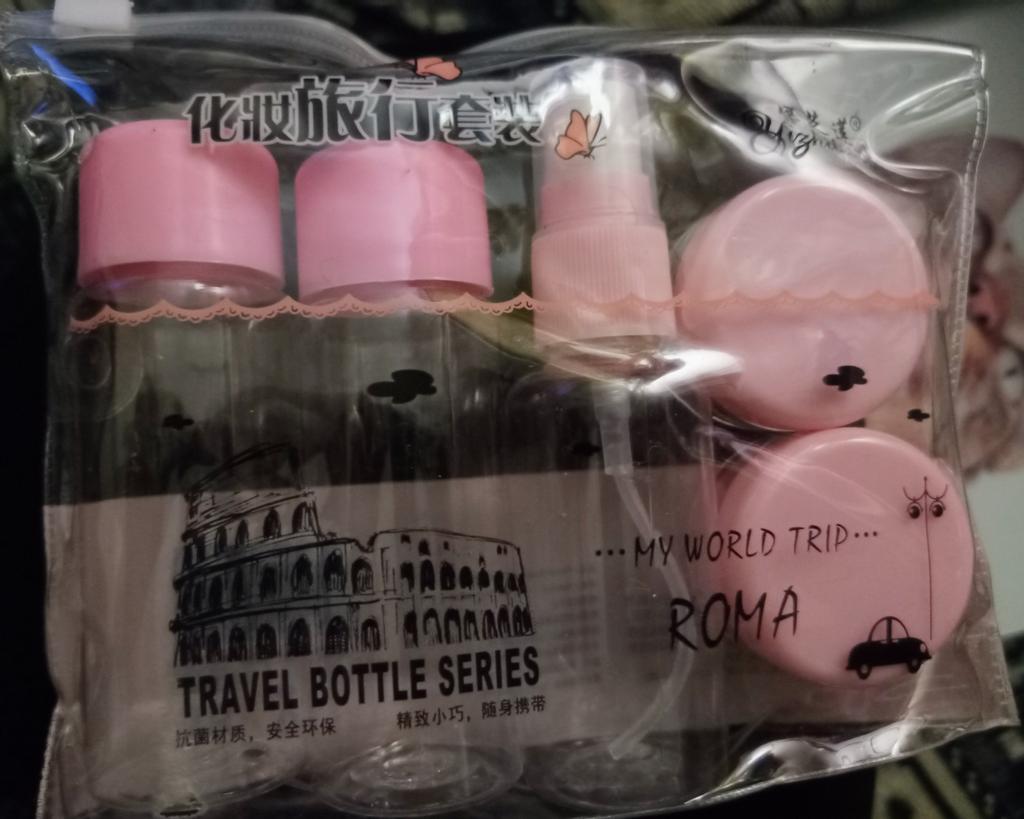 化妆旅行套装
...MY WORLD TRIP...
ROMA
TRAVEL BOTTLE SERIES
抗菌材质，安全环保 精致小巧，随身携带